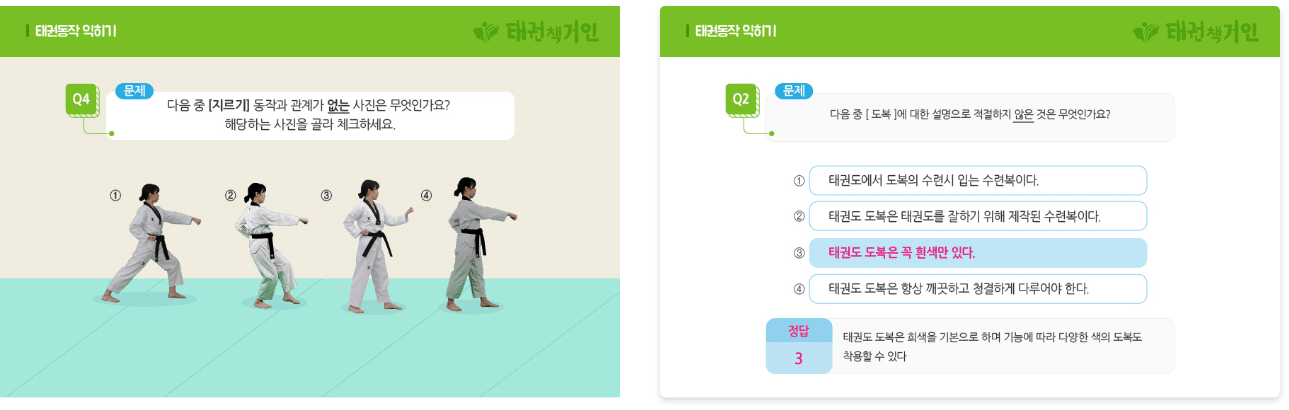 태권동작 익히기
태권책거인
Q4
문제
다음 중 [지르기] 동작과 관계가 없는 사진은 무엇인가요?
해당하는 사진을 골라 체크하세요.
① ② ③ ④
태권동작 익히기
태권책거인
Q2
문제
다음 중 [ 도복 ]에 대한 설명으로 적절하지 않은 것은 무엇인가요?
① 태권도에서 도복의 수련시 입는 수련복이다.
② 태권도 도복은 태권도를 잘하기 위해 제작된 수련복이다.
③ 태권도 도복은 꼭 흰색만 있다.
④ 태권도 도복은 항상 깨끗하고 청결하게 다루어야 한다.
정답
3
태권도 도복은 희색을 기본으로 하며 기능에 따라 다양한 색의 도복도
착용할 수 있다